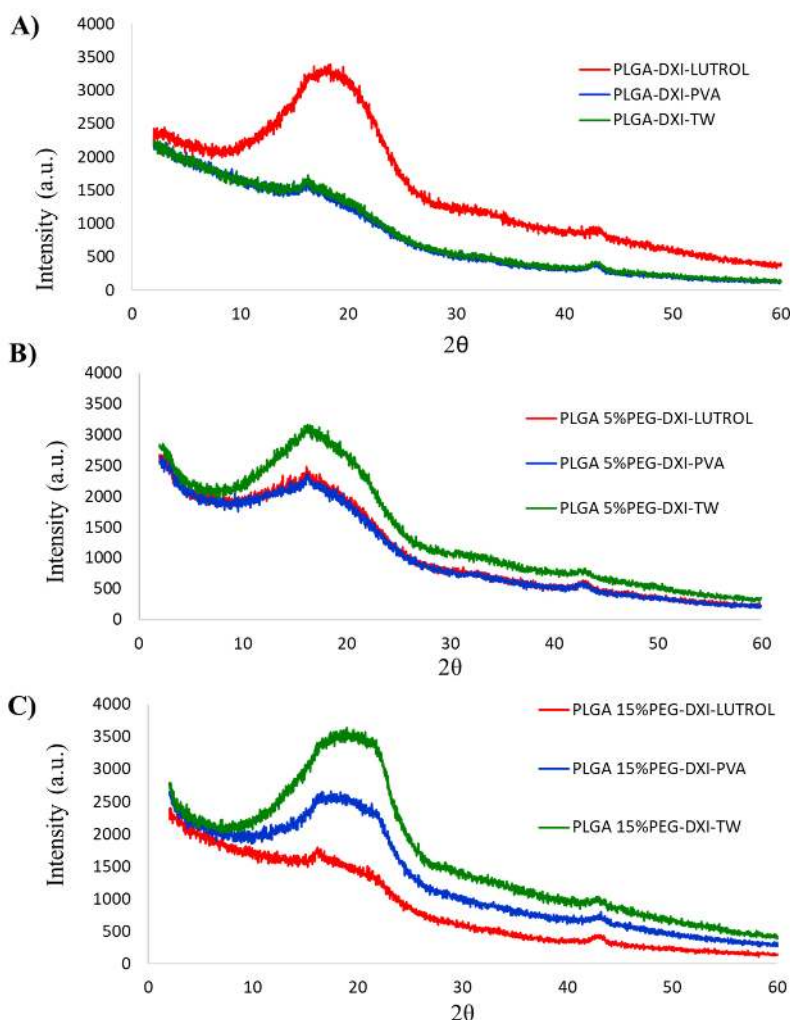 A)
4000
3500
3000
2500
2000
1500
1000
500
0
Intensity (a.u.)
PLGA-DXI-LUTROL
PLGA-DXI-PVA
PLGA-DXI-TW
0 10 20 30 40 50 60
2θ
B)
4000
3500
3000
2500
2000
1500
1000
500
0
Intensity (a.u.)
PLGA 5%PEG-DXI-LUTROL
PLGA 5%PEG-DXI-PVA
PLGA 5%PEG-DXI-TW
0 10 20 30 40 50 60
2θ
C)
4000
3500
3000
2500
2000
1500
1000
500
0
Intensity (a.u.)
PLGA 15%PEG-DXI-LUTROL
PLGA 15%PEG-DXI-PVA
PLGA 15%PEG-DXI-TW
0 10 20 30 40 50 60
2θ